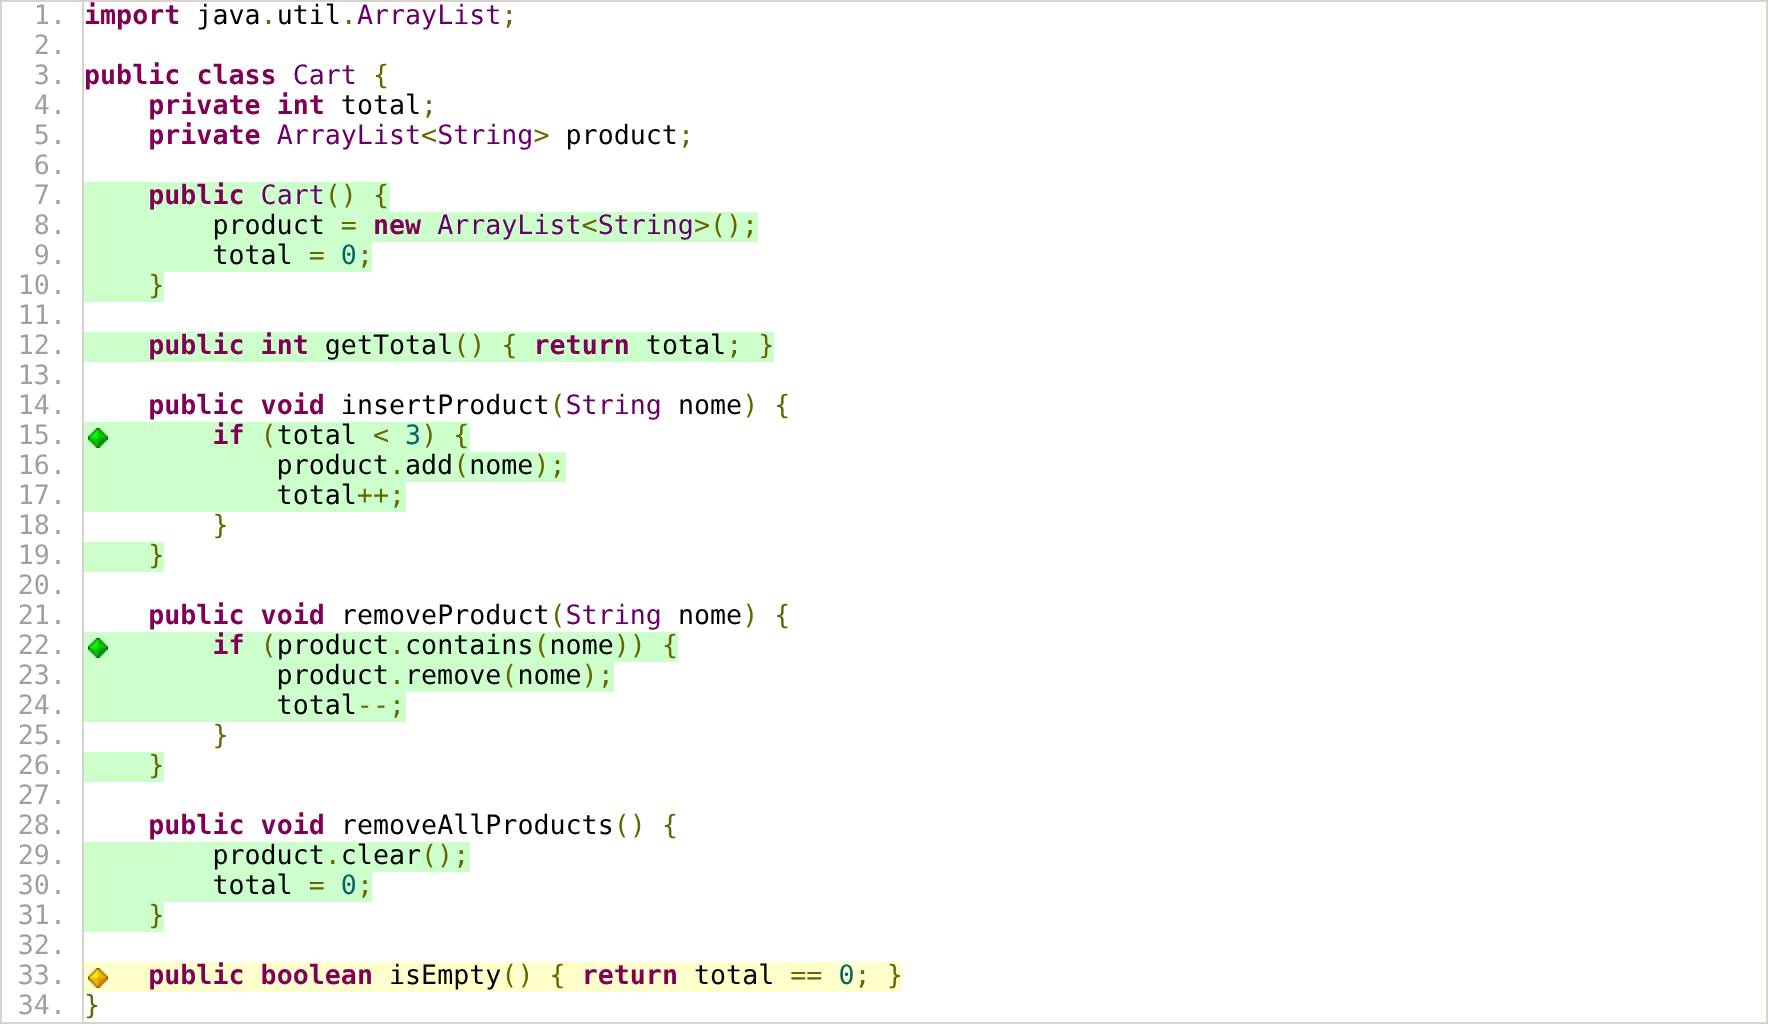 1. import java.util.ArrayList;
2.
3. public class Cart {
4.     private int total;
5.     private ArrayList<String> product;
6.
7.     public Cart() {
8.         product = new ArrayList<String>();
9.         total = 0;
10.     }
11.
12.     public int getTotal() { return total; }
13.
14.     public void insertProduct(String nome) {
15.         if (total < 3) {
16.             product.add(nome);
17.             total++;
18.         }
19.     }
20.
21.     public void removeProduct(String nome) {
22.         if (product.contains(nome)) {
23.             product.remove(nome);
24.             total--;
25.         }
26.     }
27.
28.     public void removeAllProducts() {
29.         product.clear();
30.         total = 0;
31.     }
32.
33.     public boolean isEmpty() { return total == 0; }
34. }